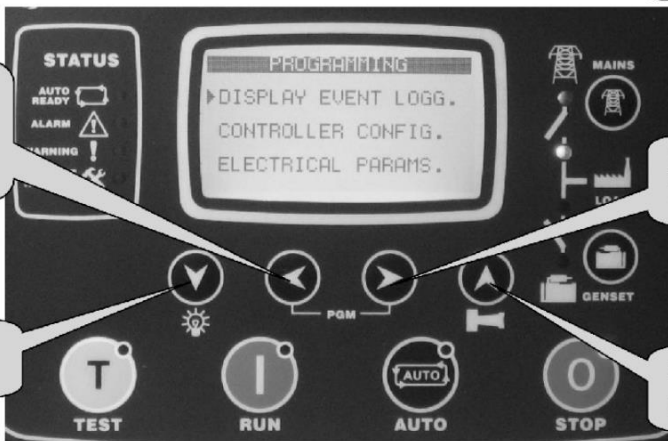 STATUS
AUTO
READY
ALARM
WARNING
PROGRAMMING
DISPLAY EVENT LOGG.
CONTROLLER CONFIG.
ELECTRICAL PARAMS.
MAINS
GENSET
PGM
T
TEST
I
RUN
AUTO
AUTO
O
STOP